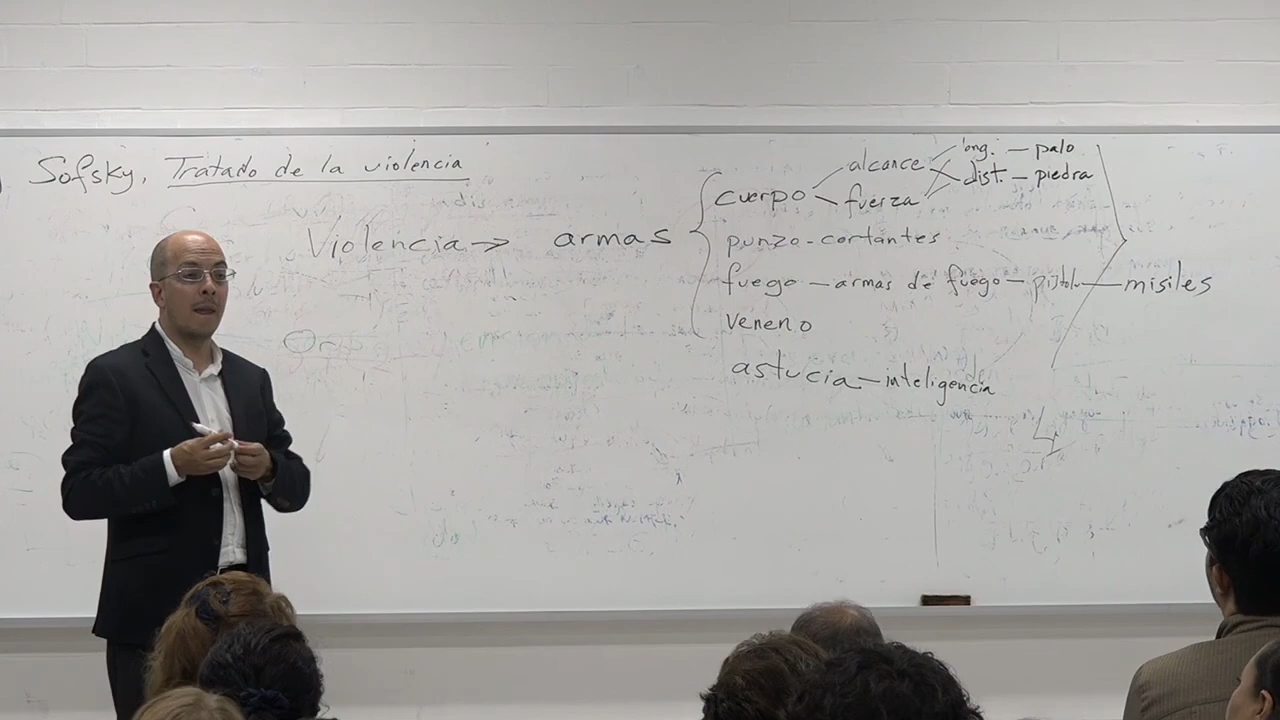 Sofsky, Tratado de la violencia
Violencia → armas
cuerpo
alcance
fuerza
long. — palo
dist. — piedra
punzo-cortantes
fuego — armas de fuego — pistola — misiles
veneno
astucia — inteligencia